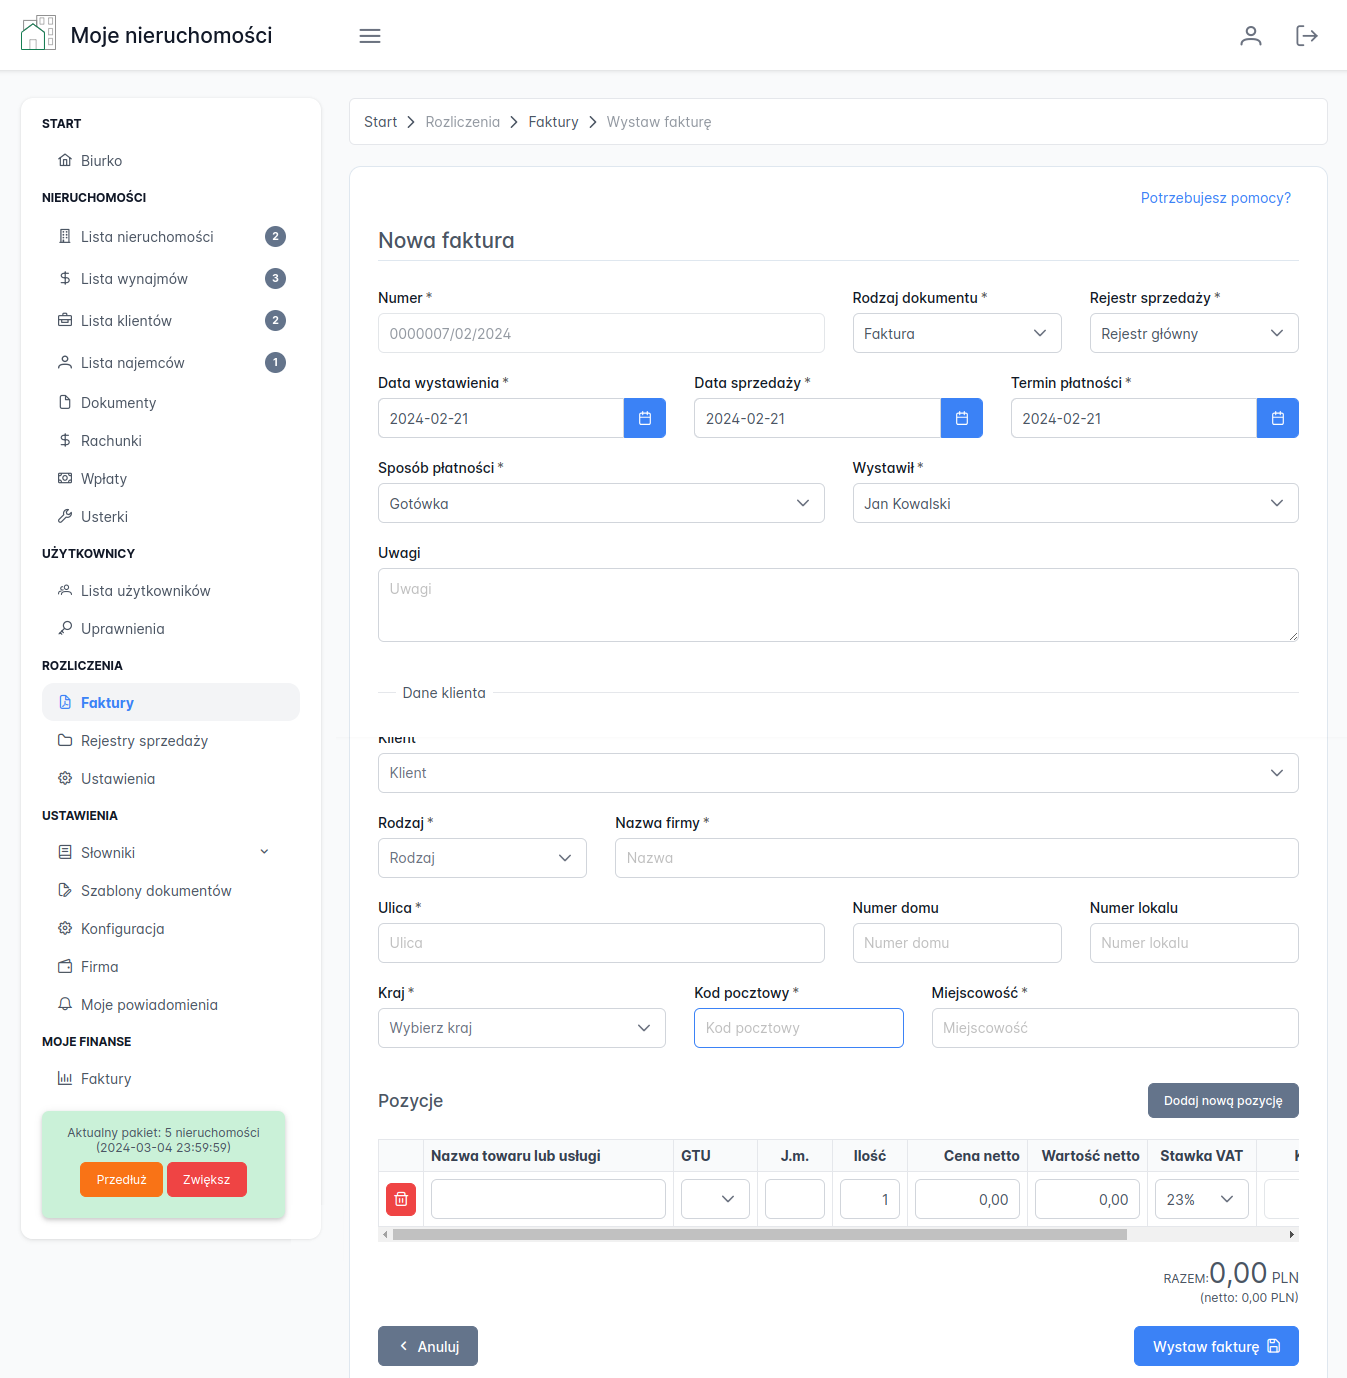 Moje nieruchomości
START
Biurko
NIERUCHOMOŚCI
Lista nieruchomości 2
Lista wynajmów 3
Lista klientów 2
Lista najemców 1
Dokumenty
Rachunki
Wpłaty
Usterki
UŻYTKOWNICY
Lista użytkowników
Uprawnienia
ROZLICZENIA
Faktury
Rejestry sprzedaży
Ustawienia
USTAWIENIA
Słowniki
Szablony dokumentów
Konfiguracja
Firma
Moje powiadomienia
MOJE FINANSE
Faktury
Aktualny pakiet: 5 nieruchomości
(2024-03-04 23:59:59)
Przedłuż Zwiększ
Start > Rozliczenia > Faktury > Wystaw fakturę
Potrzebujesz pomocy?
Nowa faktura
Numer * Rodzaj dokumentu * Rejestr sprzedaży *
0000007/02/2024 Faktura Rejestr główny
Data wystawienia * Data sprzedaży * Termin płatności *
2024-02-21 2024-02-21 2024-02-21
Sposób płatności * Wystawił *
Gotówka Jan Kowalski
Uwagi
Uwagi
Dane klienta
Klient
Klient
Rodzaj * Nazwa firmy *
Rodzaj Nazwa
Ulica * Numer domu Numer lokalu
Ulica Numer domu Numer lokalu
Kraj * Kod pocztowy * Miejscowość *
Wybierz kraj Kod pocztowy Miejscowość
Pozycje Dodaj nową pozycję
Nazwa towaru lub usługi GTU J.m. Ilość Cena netto Wartość netto Stawka VAT
1 0,00 0,00 23%
RAZEM: 0,00 PLN
(netto: 0,00 PLN)
Anuluj Wystaw fakturę